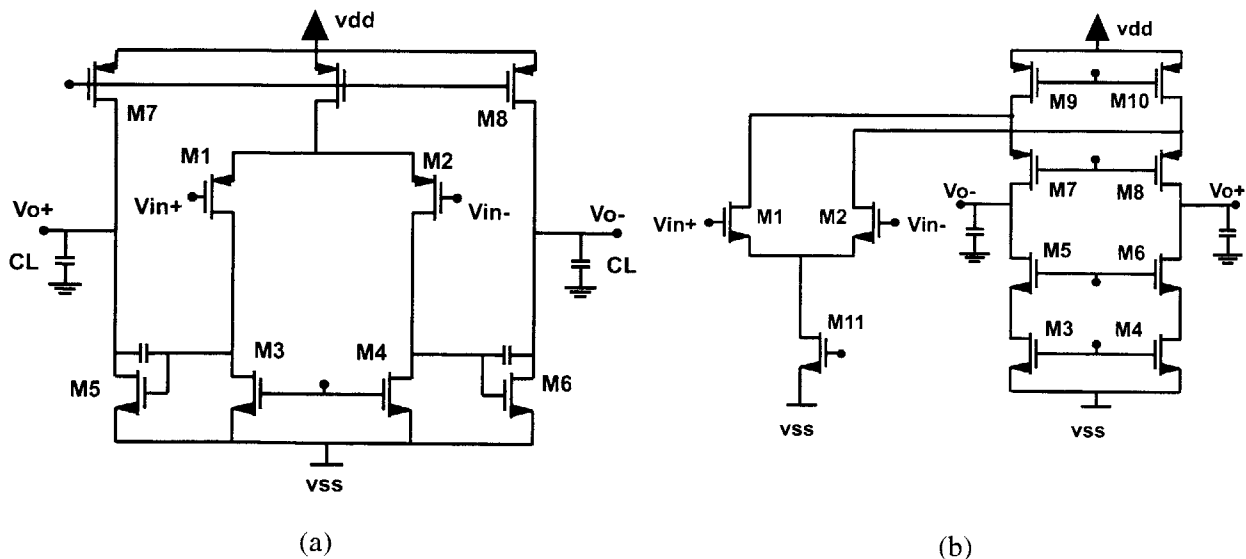 vdd
M7
M8
M1
M2
Vin+
Vin-
Vo+
Vo-
CL
CL
M3
M4
M5
M6
vss
(a)
vdd
M9
M10
M7
M8
Vo-
Vo+
Vin+
M1
M2
Vin-
M5
M6
M11
M3
M4
vss
vss
(b)